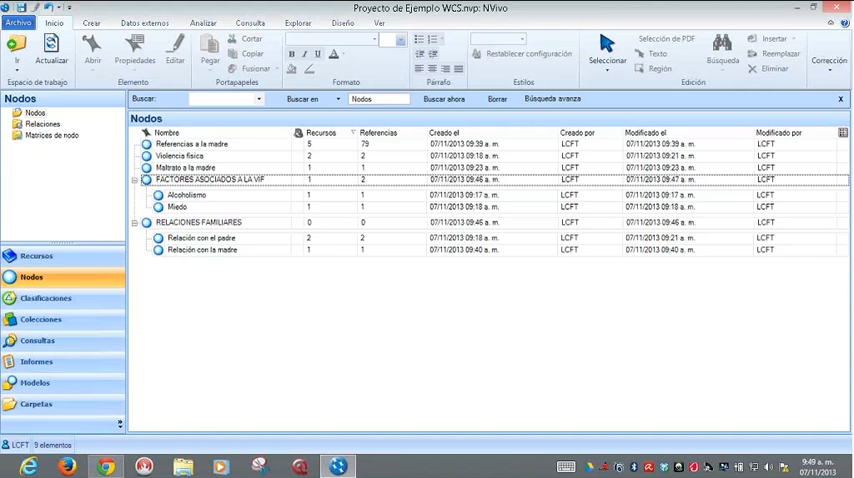 Proyecto de Ejemplo WCS.nvp: NVivo
Archivo Inicio Crear Datos externos Analizar Consulta Explorar Diseño Ver
Ir Actualizar Abrir Propiedades Editar Pegar Cortar Copiar Fusionar
Restablecer configuración
Seleccionar Selección de PDF Texto Región Búsqueda Insertar Reemplazar Eliminar Corrección
Espacio de trabajo Elemento Portapapeles Formato Párrafo Estilos Edición
Nodos
Nodos
Relaciones
Matrices de nodo
Recursos
Nodos
Clasificaciones
Colecciones
Consultas
Informes
Modelos
Carpetas
Buscar: Buscar en Nodos Buscar ahora Borrar Búsqueda avanza x
Nodos
Nombre Recursos Referencias Creado el Creado por Modificado el Modificado por
Referencias a la madre 5 79 07/11/2013 09:39 a. m. LCFT 07/11/2013 09:39 a. m. LCFT
Violencia física 2 2 07/11/2013 09:18 a. m. LCFT 07/11/2013 09:21 a. m. LCFT
Maltrato a la madre 1 1 07/11/2013 09:23 a. m. LCFT 07/11/2013 09:23 a. m. LCFT
FACTORES ASOCIADOS A LA VIF 1 2 07/11/2013 09:46 a. m. LCFT 07/11/2013 09:47 a. m. LCFT
Alcoholismo 1 1 07/11/2013 09:17 a. m. LCFT 07/11/2013 09:17 a. m. LCFT
Miedo 1 1 07/11/2013 09:18 a. m. LCFT 07/11/2013 09:18 a. m. LCFT
RELACIONES FAMILIARES 0 0 07/11/2013 09:46 a. m. LCFT 07/11/2013 09:46 a. m. LCFT
Relación con el padre 2 2 07/11/2013 09:18 a. m. LCFT 07/11/2013 09:21 a. m. LCFT
Relación con la madre 1 1 07/11/2013 09:40 a. m. LCFT 07/11/2013 09:40 a. m. LCFT
LCFT 9 elementos
9:49 a. m.
07/11/2013